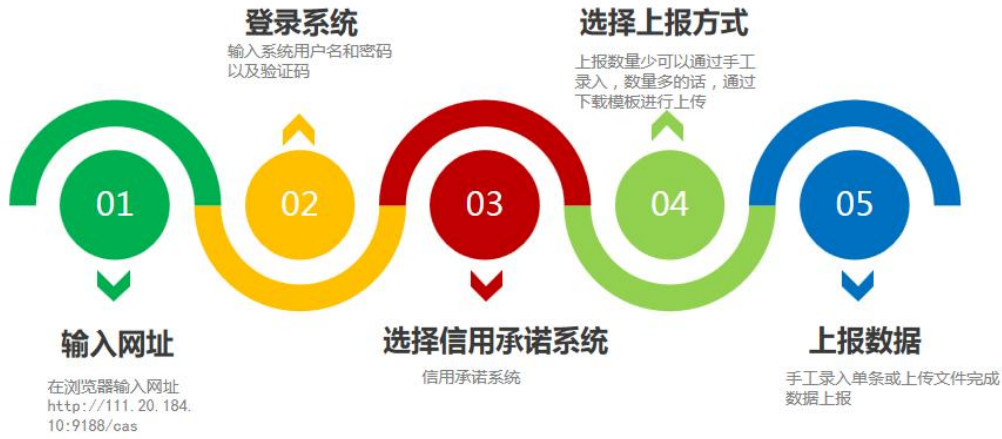 登录系统
输入系统用户名和密码
以及验证码
选择上报方式
上报数量少可以通过手工
录入，数量多的话，通过
下载模板进行上传
01
02
03
04
05
输入网址
在浏览器输入网址
http://111.20.184.
10:9188/cas
选择信用承诺系统
信用承诺系统
上报数据
手工录入单条或上传文件完成
数据上报